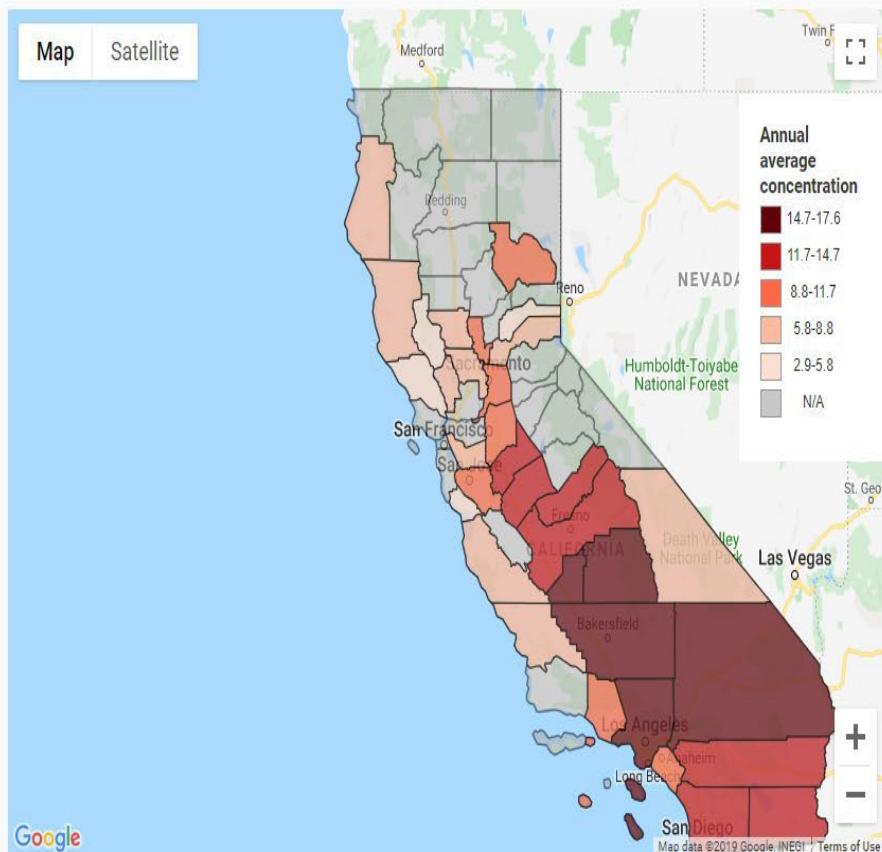 Map Satellite
Medford
Twin F
Annual
average
concentration
14.7-17.6
11.7-14.7
8.8-11.7
5.8-8.8
2.9-5.8
N/A
Redding
NEVADA
Reno
Humboldt-Toiyabe
National Forest
Sacramento
San Francisco
San Jose
St. Geo
Fresno
CALIFORNIA
Death Valley
National Park
Las Vegas
Bakersfield
Los Angeles
Anaheim
Long Beach
San Diego
Google
Map data ©2019 Google, INEGI Terms of Use